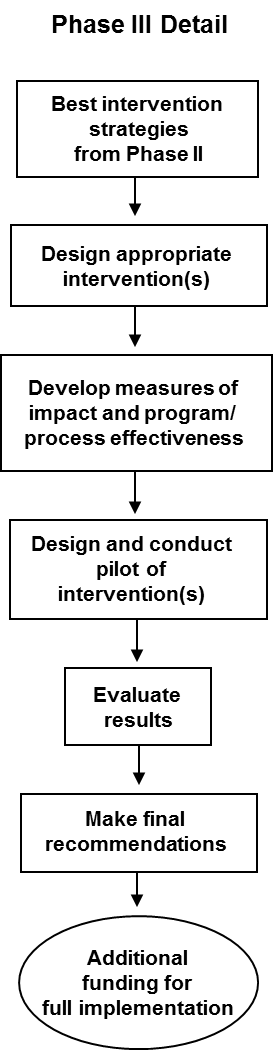 Phase III Detail
Best intervention
strategies
from Phase II
Design appropriate
intervention(s)
Develop measures of
impact and program/
process effectiveness
Design and conduct
pilot of
intervention(s)
Evaluate
results
Make final
recommendations
Additional
funding for
full implementation